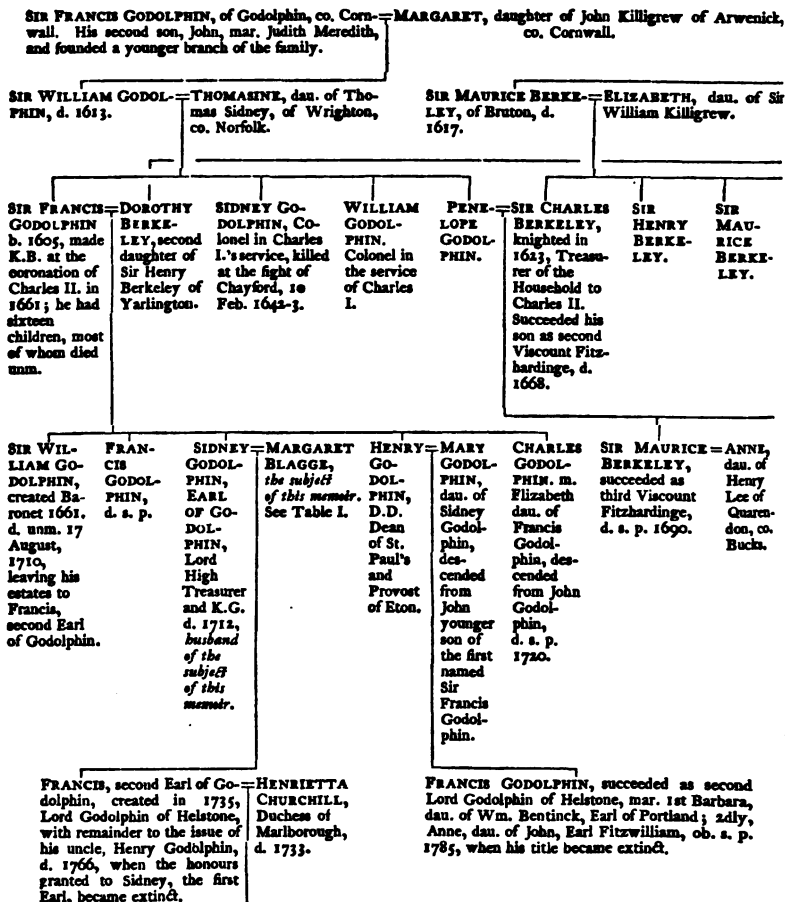 SIR FRANCIS GODOLPHIN, of Godolphin, co. Corn-
wall. His second son, John, mar. Judith Meredith,
and founded a younger branch of the family.
=MARGARET, daughter of John Killigrew of Arwenick,
co. Cornwall.
SIR WILLIAM GODOL-
PHIN, d. 1613.
=THOMASINE, dau. of Tho-
mas Sidney, of Wrighton,
co. Norfolk.
SIR MAURICE BERKE-
LEY, of Bruton, d.
1617.
=ELIZABETH, dau. of Sir
William Killigrew.
SIR FRANCIS
GODOLPHIN
b. 1605, made
K.B. at the
coronation of
Charles II. in
1661; he had
sixteen
children, most
of whom died
unm.
=DOROTHY
BERKE-
LEY, second
daughter of
Sir Henry
Berkeley of
Yarlington.
SIDNEY GO-
DOLPHIN, Co-
lonel in Charles
I.'s service, killed
at the fight of
Chayford, 10
Feb. 1642-3.
WILLIAM
GODOL-
PHIN.
Colonel in
the service
of Charles
I.
PENE-
LOPE
GODOL-
PHIN.
=SIR CHARLES
BERKELEY,
knighted in
1623, Treasu-
rer of the
Household to
Charles II.
Succeeded his
son as second
Viscount Fitz-
hardinge, d.
1668.
SIR
HENRY
BERKE-
LEY.
SIR
MAU-
RICE
BERKE-
LEY.
SIR WIL-
LIAM GO-
DOLPHIN,
created Ba-
ronet 1661.
d. unm. 17
August,
1710,
leaving his
estates to
Francis,
second Earl
of Godolphin.
FRAN-
CIS
GODOL-
PHIN,
d. s. p.
SIDNEY
GODOL-
PHIN,
EARL
OF GO-
DOL-
PHIN,
Lord
High
Treasurer
and K.G.
d. 1712,
husband
of the
subject
of this
memoir.
=MARGARET
BLAGGE,
the subject
of this memoir.
See Table I.
HENRY
GO-
DOL-
PHIN,
D.D.
Dean
of St.
Paul's
and
Provost
of Eton.
=MARY
GODOL-
PHIN,
dau. of
Sidney
Godol-
phin,
des-
cended
from
John
younger
son of
the first
named
Sir
Francis
Godol-
phin.
CHARLES
GODOL-
PHIN. m.
Elizabeth
dau. of
Francis
Godol-
phin, des-
cended
from John
Godol-
phin,
d. s. p.
1720.
SIR MAURICE
BERKELEY,
succeeded as
third Viscount
Fitzhardinge,
d. s. p. 1690.
=ANNE,
dau. of
Henry
Lee of
Quaren-
don, co.
Bucks.
FRANCIS, second Earl of Go-
dolphin, created in 1735,
Lord Godolphin of Helstone,
with remainder to the issue of
his uncle, Henry Godolphin,
d. 1766, when the honours
granted to Sidney, the first
Earl, became extinct.
=HENRIETTA
CHURCHILL,
Duchess of
Marlborough,
d. 1733.
FRANCIS GODOLPHIN, succeeded as second
Lord Godolphin of Helstone, mar. 1st Barbara,
dau. of Wm. Bentinck, Earl of Portland; 2dly,
Anne, dau. of John, Earl Fitzwilliam, ob. s. p.
1785, when his title became extinct.